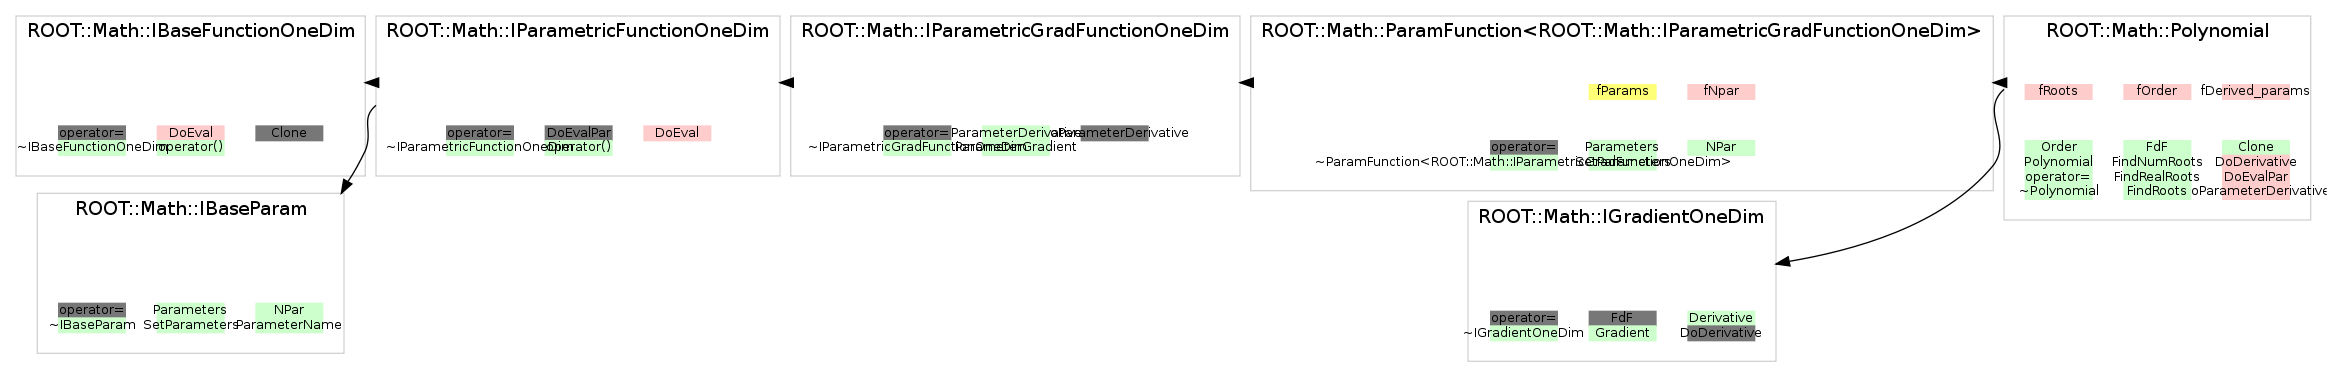 ROOT::Math::IBaseFunctionOneDim
operator= DoEval Clone
~IBaseFunctionOneDim operator()
ROOT::Math::IParametricFunctionOneDim
operator= DoEvalPar DoEval
~IParametricFunctionOneDim operator()
ROOT::Math::IParametricGradFunctionOneDim
operator= ParameterDerivative DoParameterDerivative
~IParametricGradFunctionOneDim ParameterGradient
ROOT::Math::ParamFunction<ROOT::Math::IParametricGradFunctionOneDim>
fParams fNpar
operator= Parameters NPar
~ParamFunction<ROOT::Math::IParametricGradFunctionOneDim> SetParameters
ROOT::Math::Polynomial
fRoots fOrder fDerived_params
Order FdF Clone
Polynomial FindNumRoots DoDerivative
operator= FindRealRoots DoEvalPar
~Polynomial FindRoots oParameterDerivative
ROOT::Math::IBaseParam
operator= Parameters NPar
~IBaseParam SetParameters ParameterName
ROOT::Math::IGradientOneDim
operator= FdF Derivative
~IGradientOneDim Gradient DoDerivative